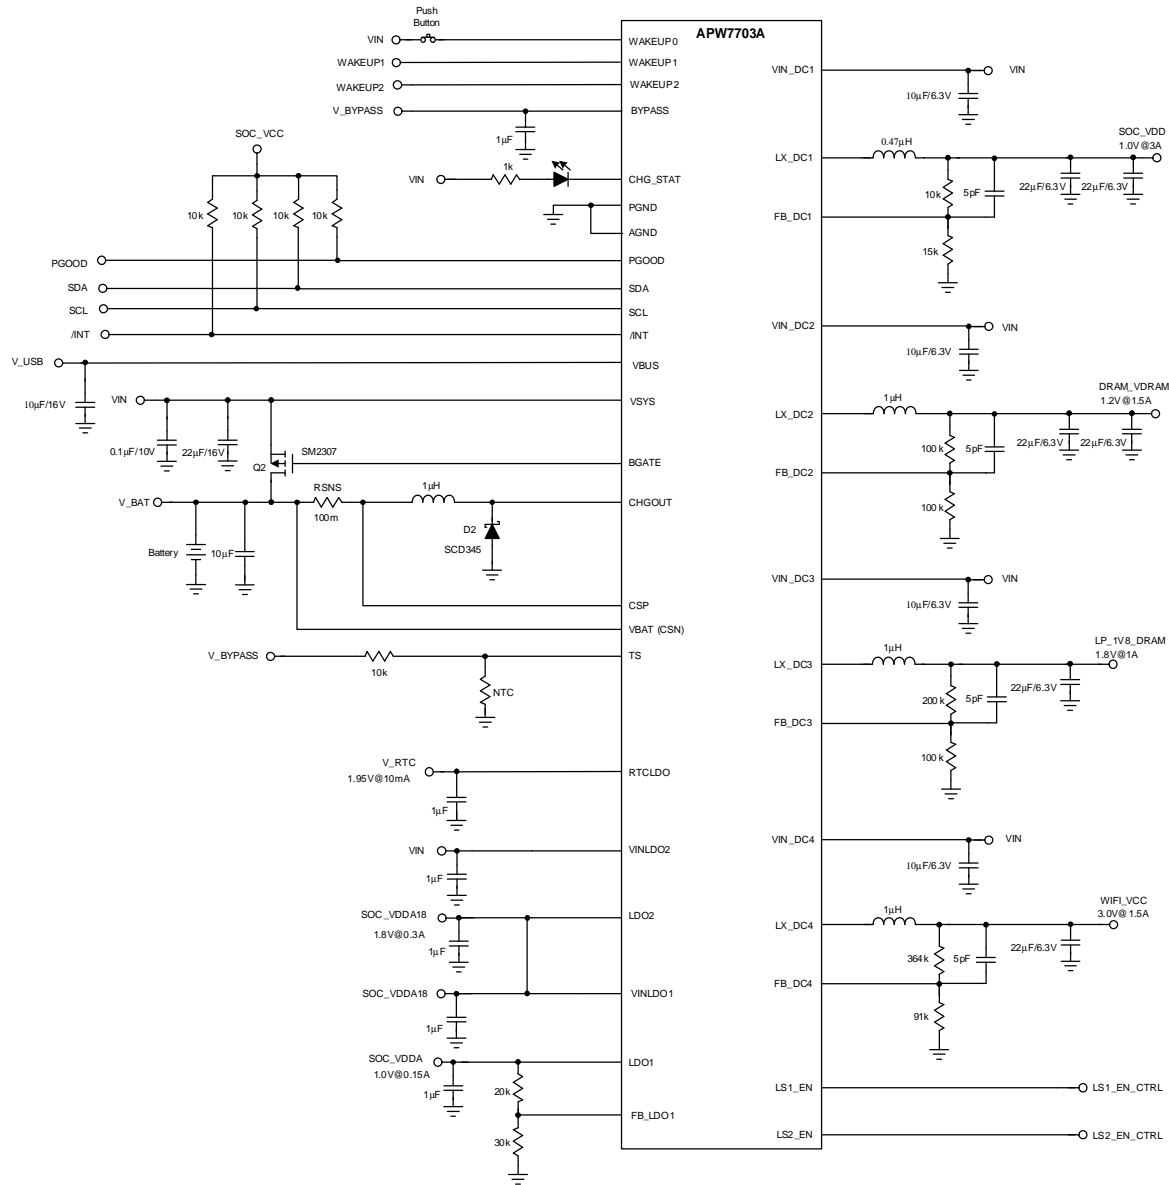 APW7703A
Push
Button
VIN
WAKEUP0
WAKEUP1
WAKEUP1
WAKEUP2
WAKEUP2
V_BYPASS
BYPASS
1μF
SOC_VCC
VIN
1k
CHG_STAT
PGND
AGND
10k
10k
10k
10k
PGOOD
PGOOD
SDA
SDA
SCL
SCL
/INT
/INT
V_USB
VBUS
10μF/16V
VIN
VSYS
0.1μF/10V
22μF/16V
SM2307
Q2
BGATE
V_BAT
RSNS
100m
1μH
CHGOUT
Battery
10μF
D2
SCD345
CSP
VBAT (CSN)
V_BYPASS
10k
TS
NTC
V_RTC
1.95V@10mA
RTCLDO
1μF
VIN
VINLDO2
1μF
SOC_VDDA18
1.8V@0.3A
LDO2
1μF
SOC_VDDA18
VINLDO1
1μF
SOC_VDDA
1.0V@0.15A
LDO1
1μF
20k
FB_LDO1
30k
VIN_DC1
VIN
10μF/6.3V
LX_DC1
0.47μH
SOC_VDD
1.0V@3A
10k
5pF
22μF/6.3V
22μF/6.3V
FB_DC1
15k
VIN_DC2
VIN
10μF/6.3V
LX_DC2
1μH
DRAM_VDRAM
1.2V@1.5A
100k
5pF
22μF/6.3V
22μF/6.3V
FB_DC2
100k
VIN_DC3
VIN
10μF/6.3V
LX_DC3
1μH
LP_1V8_DRAM
1.8V@1A
200k
5pF
22μF/6.3V
FB_DC3
100k
VIN_DC4
VIN
10μF/6.3V
LX_DC4
1μH
WIFI_VCC
3.0V@1.5A
364k
5pF
22μF/6.3V
FB_DC4
91k
LS1_EN
LS1_EN_CTRL
LS2_EN
LS2_EN_CTRL